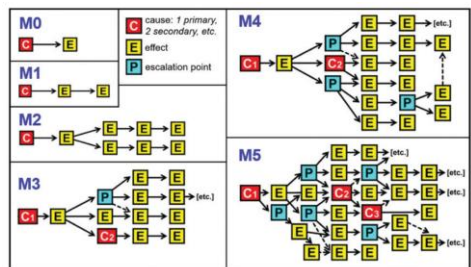 M0
C E
C cause: 1 primary,
2 secondary, etc.
E effect
P escalation point
M1
C E E
M2
E E E
C E
E E E
M3
E E
P E E [etc.]
C1 E E E E
C2 E E
M4
E E [etc.]
P E E E
C1 E C2 E E
P E E
E
E E P E
E E E
M5
E E [etc.]
P E P E E [etc.]
C1 E E C2 E E E [etc.]
P P E C3 E
E E E P E
E E [etc.]
E E E